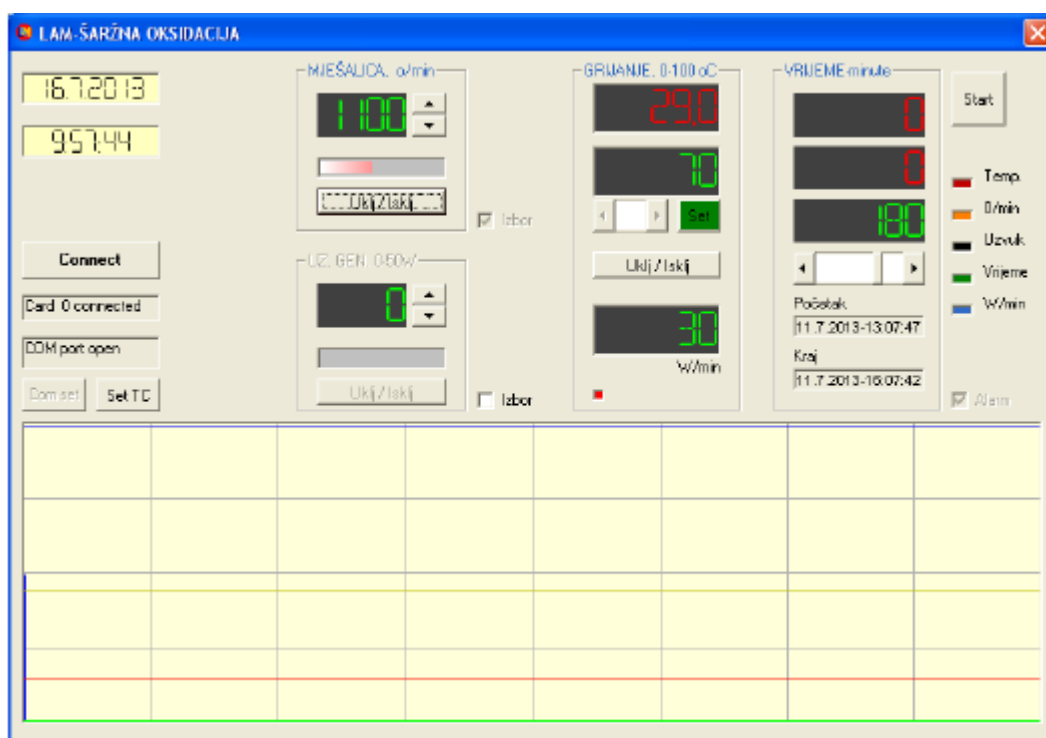 LAM-ŠARŽNA OKSIDACIJA
16.7.2013
9:57:44
Connect
Card 0 connected
COM port open
Com set
Set TC
MJEŠALICA, o/min
1100
Uklj / Isklj
Izbor
UZ. GEN. 0-50W
0
Uklj / Isklj
Izbor
GRIJANJE, 0-100 oC
29.0
70
Set
Uklj / Isklj
30
W/min
VRIJEME-minute
0
0
180
Početak
11.7.2013-13:07:47
Kraj
11.7.2013-16:07:42
Start
Temp.
O/min
Uzvuk
Vrijeme
W/min
Alarm